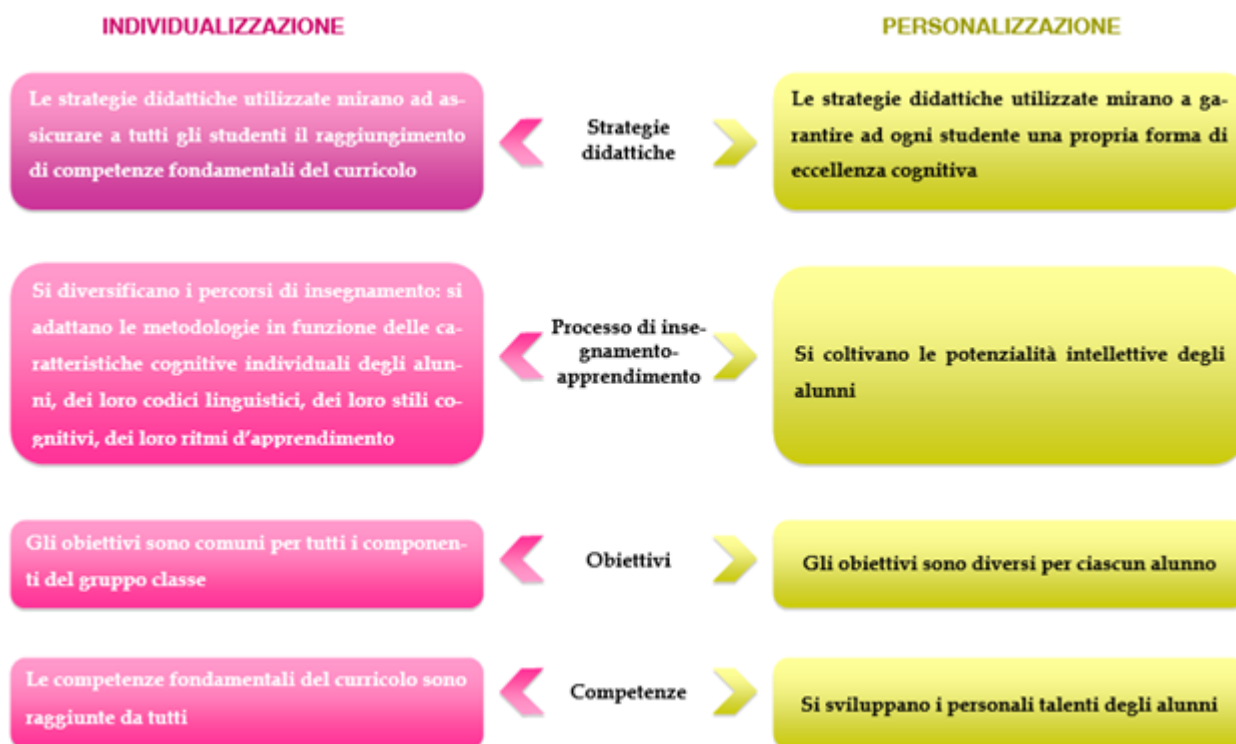 INDIVIDUALIZZAZIONE
PERSONALIZZAZIONE
Le strategie didattiche utilizzate mirano ad as-
sicurare a tutti gli studenti il raggiungimento
di competenze fondamentali del curricolo
Strategie
didattiche
Le strategie didattiche utilizzate mirano a ga-
rantire ad ogni studente una propria forma di
eccellenza cognitiva
Si diversificano i percorsi di insegnamento: si
adattano le metodologie in funzione delle ca-
ratteristiche cognitive individuali degli alun-
ni, dei loro codici linguistici, dei loro stili co-
gnitivi, dei loro ritmi d'apprendimento
Processo di inse-
gnamento-
apprendimento
Si coltivano le potenzialità intellettive degli
alunni
Gli obiettivi sono comuni per tutti i componen-
ti del gruppo classe
Obiettivi
Gli obiettivi sono diversi per ciascun alunno
Le competenze fondamentali del curricolo sono
raggiunte da tutti
Competenze
Si sviluppano i personali talenti degli alunni